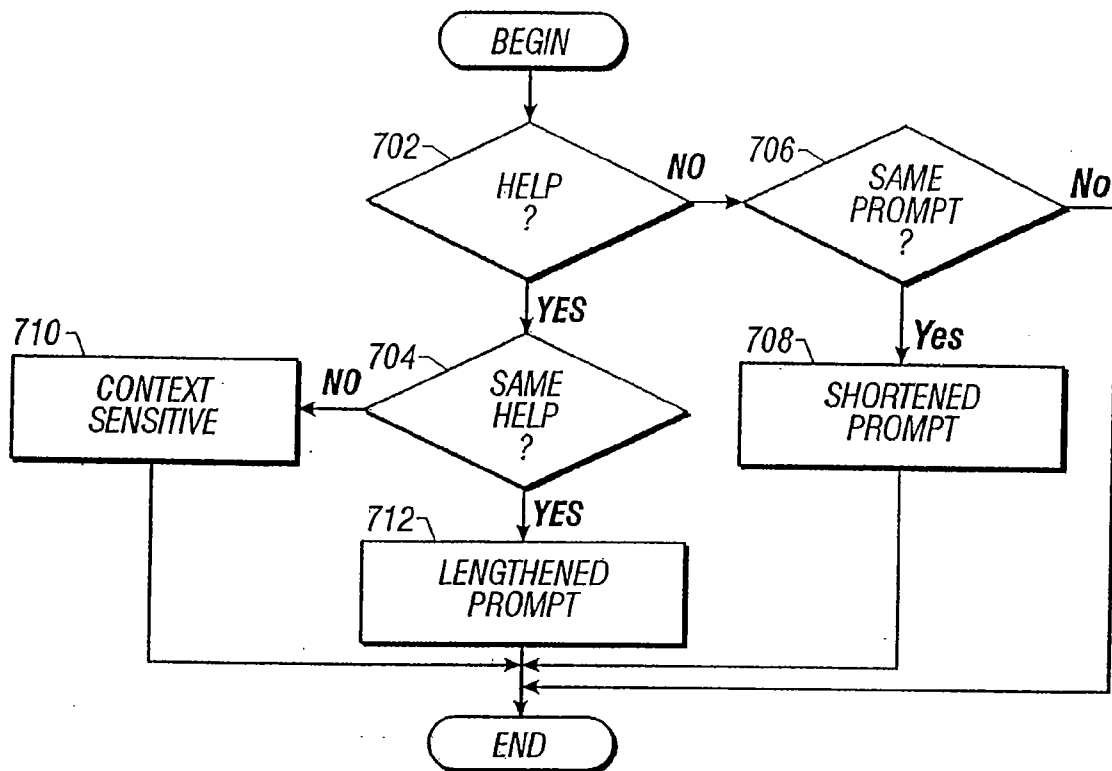 BEGIN
702
HELP
?
NO
706
SAME
PROMPT
?
No
YES
Yes
710
CONTEXT
SENSITIVE
NO
704
SAME
HELP
?
708
SHORTENED
PROMPT
YES
712
LENGTHENED
PROMPT
END